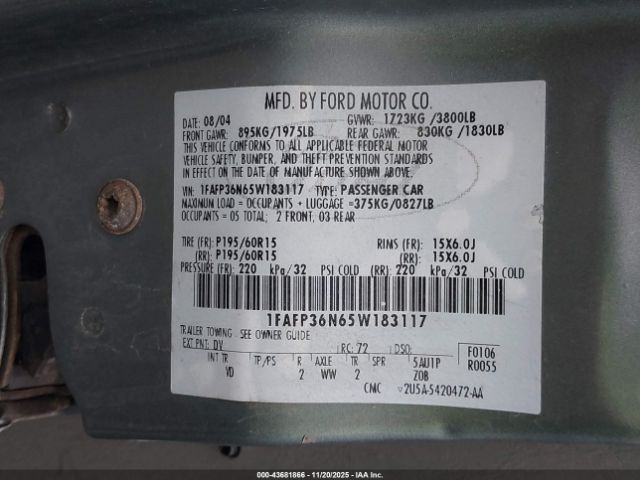 MFD. BY FORD MOTOR CO.
DATE: 08/04 GVWR: 1723KG /3800LB
FRONT GAWR: 895KG/1975LB REAR GAWR: 830KG /1830LB
THIS VEHICLE CONFORMS TO ALL APPLICABLE FEDERAL MOTOR
VEHICLE SAFETY, BUMPER, AND THEFT PREVENTION STANDARDS
IN EFFECT ON THE DATE OF MANUFACTURE SHOWN ABOVE.
VIN: 1FAFP36N65W183117 TYPE: PASSENGER CAR
MAXIMUM LOAD = OCCUPANTS + LUGGAGE =375KG/0827LB
OCCUPANTS : 05 TOTAL; 2 FRONT, 03 REAR
TIRE (FR): P195/60R15 RIMS (FR): 15X6.0J
(RR): P195/60R15 (RR): 15X6.0J
PRESSURE (FR): 220 kPa/32 PSI COLD (RR): 220 kPa/32 PSI COLD
1FAFP36N65W183117
TRAILER TOWING - SEE OWNER GUIDE
EXT PNT: DV RC: 72 DSO: F0106
INT TR TP/PS R AXLE TR SPR 5AU1P R0055
VD 2 WW 2 Z0B
CMC 2U5A-5420472-AA
000-43681866 * 11/20/2025 * IAA, Inc.